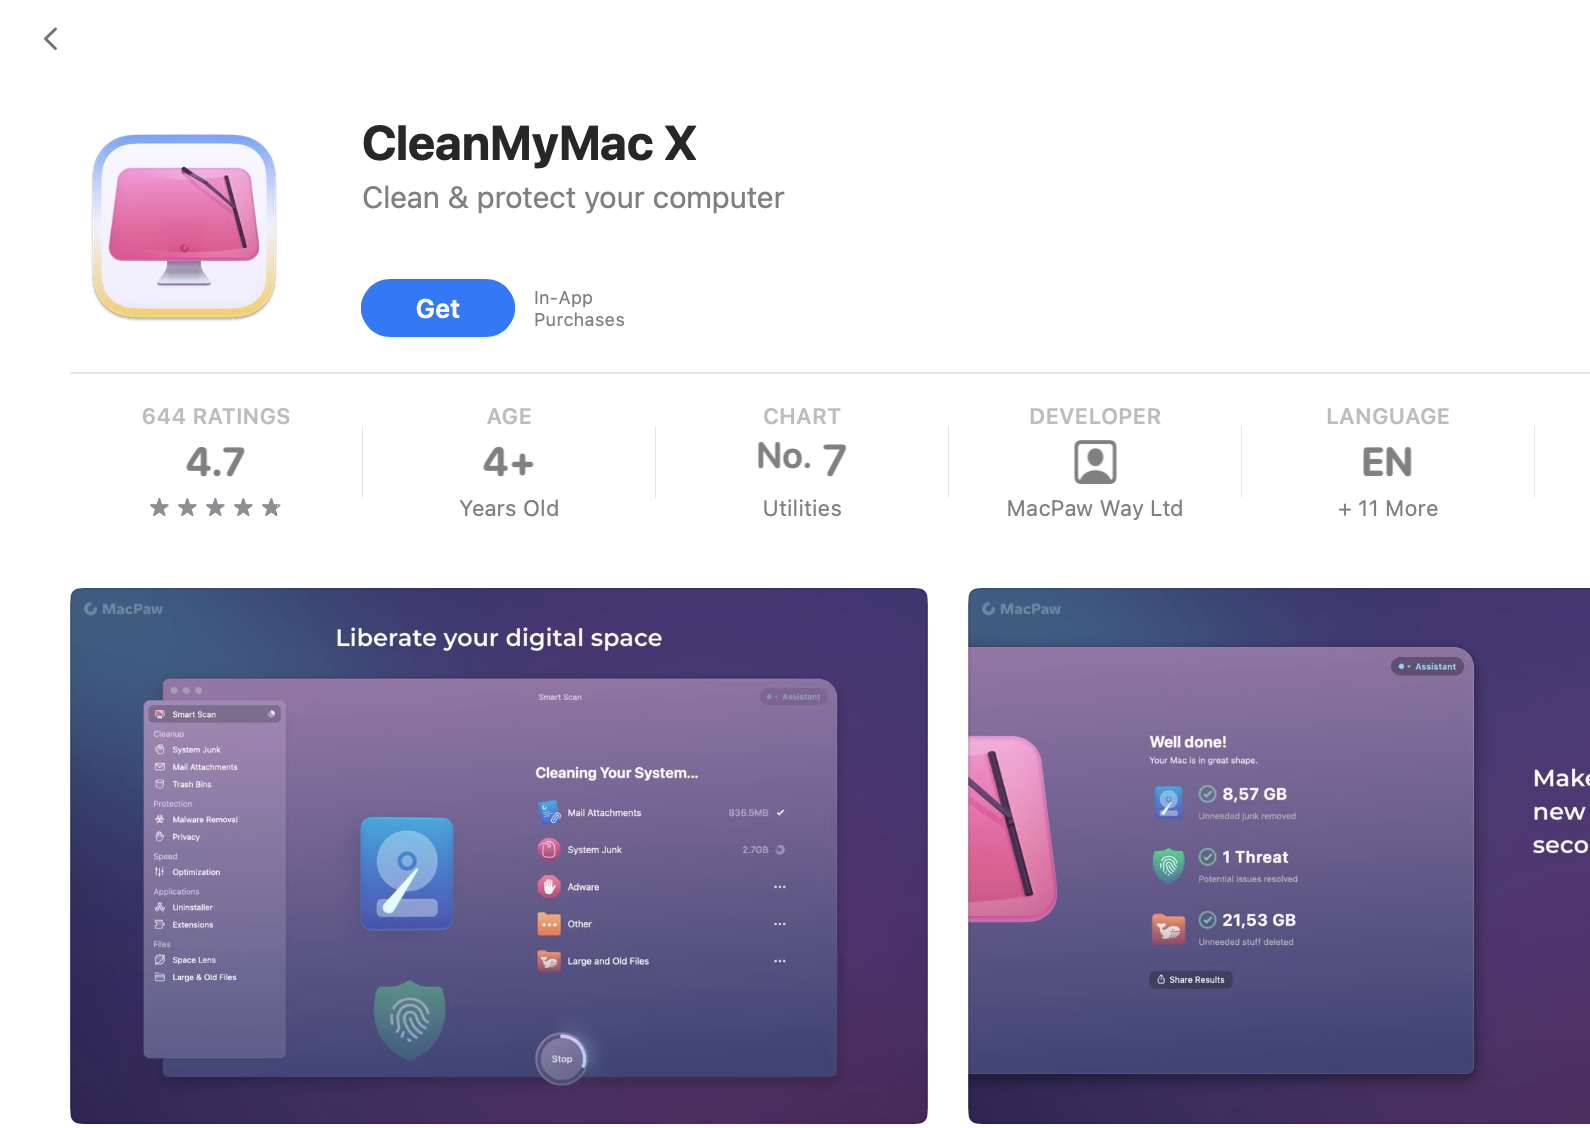 CleanMyMac X
Clean & protect your computer
Get
In-App
Purchases
644 RATINGS
4.7
AGE
4+
Years Old
CHART
No. 7
Utilities
DEVELOPER
MacPaw Way Ltd
LANGUAGE
EN
+ 11 More
MacPaw
Liberate your digital space
Smart Scan
Assistant
Smart Scan
Cleanup
System Junk
Mail Attachments
Trash Bins
Protection
Malware Removal
Privacy
Speed
Optimization
Applications
Uninstaller
Extensions
Files
Space Lens
Large & Old Files
Cleaning Your System...
Mail Attachments 836.5MB
System Junk 2.7GB
Adware
Other
Large and Old Files
Stop
MacPaw
Assistant
Well done!
Your Mac is in great shape.
8,57 GB
Unneeded junk removed
1 Threat
Potential issues resolved
21,53 GB
Unneeded stuff deleted
Share Results
Make
new
seco